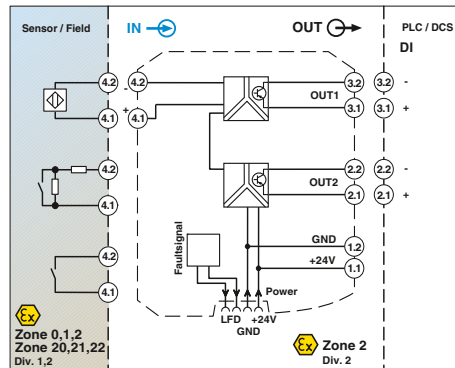 Sensor / Field
IN
OUT
PLC / DCS
DI
4.2
-
4.2
3.2
3.2
-
OUT1
4.1
+
4.1
3.1
3.1
+
4.2
2.2
2.2
-
OUT2
4.1
2.1
2.1
+
Faultsignal
GND
1.2
4.2
+24V
1.1
4.1
Power
LFD
+24V
GND
Ex
Zone 0,1,2
Zone 20,21,22
Div. 1,2
Ex
Zone 2
Div. 2